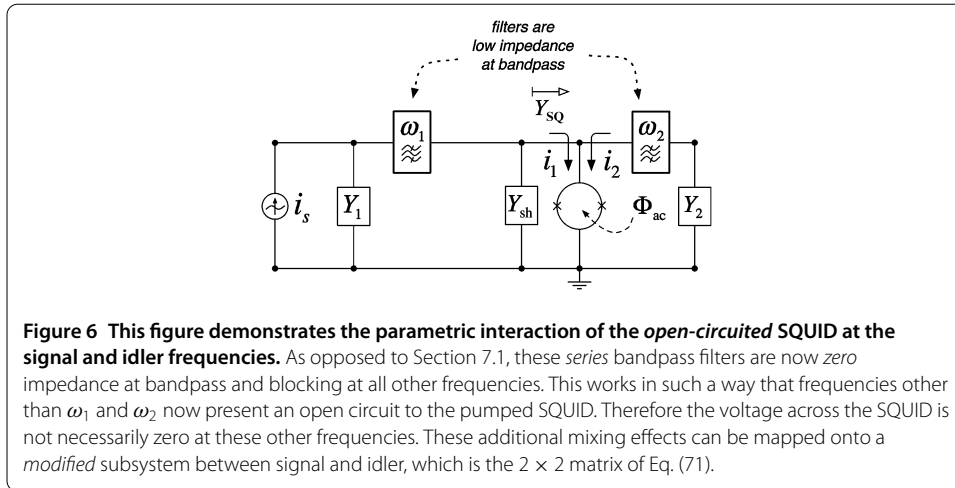 filters are
low impedance
at bandpass
Y_SQ
ω₁
ω₂
i₁
i₂
i_s
Y₁
Y_sh
Φ_ac
Y₂
Figure 6 This figure demonstrates the parametric interaction of the open-circuited SQUID at the
signal and idler frequencies. As opposed to Section 7.1, these series bandpass filters are now zero
impedance at bandpass and blocking at all other frequencies. This works in such a way that frequencies other
than ω₁ and ω₂ now present an open circuit to the pumped SQUID. Therefore the voltage across the SQUID is
not necessarily zero at these other frequencies. These additional mixing effects can be mapped onto a
modified subsystem between signal and idler, which is the 2 × 2 matrix of Eq. (71).